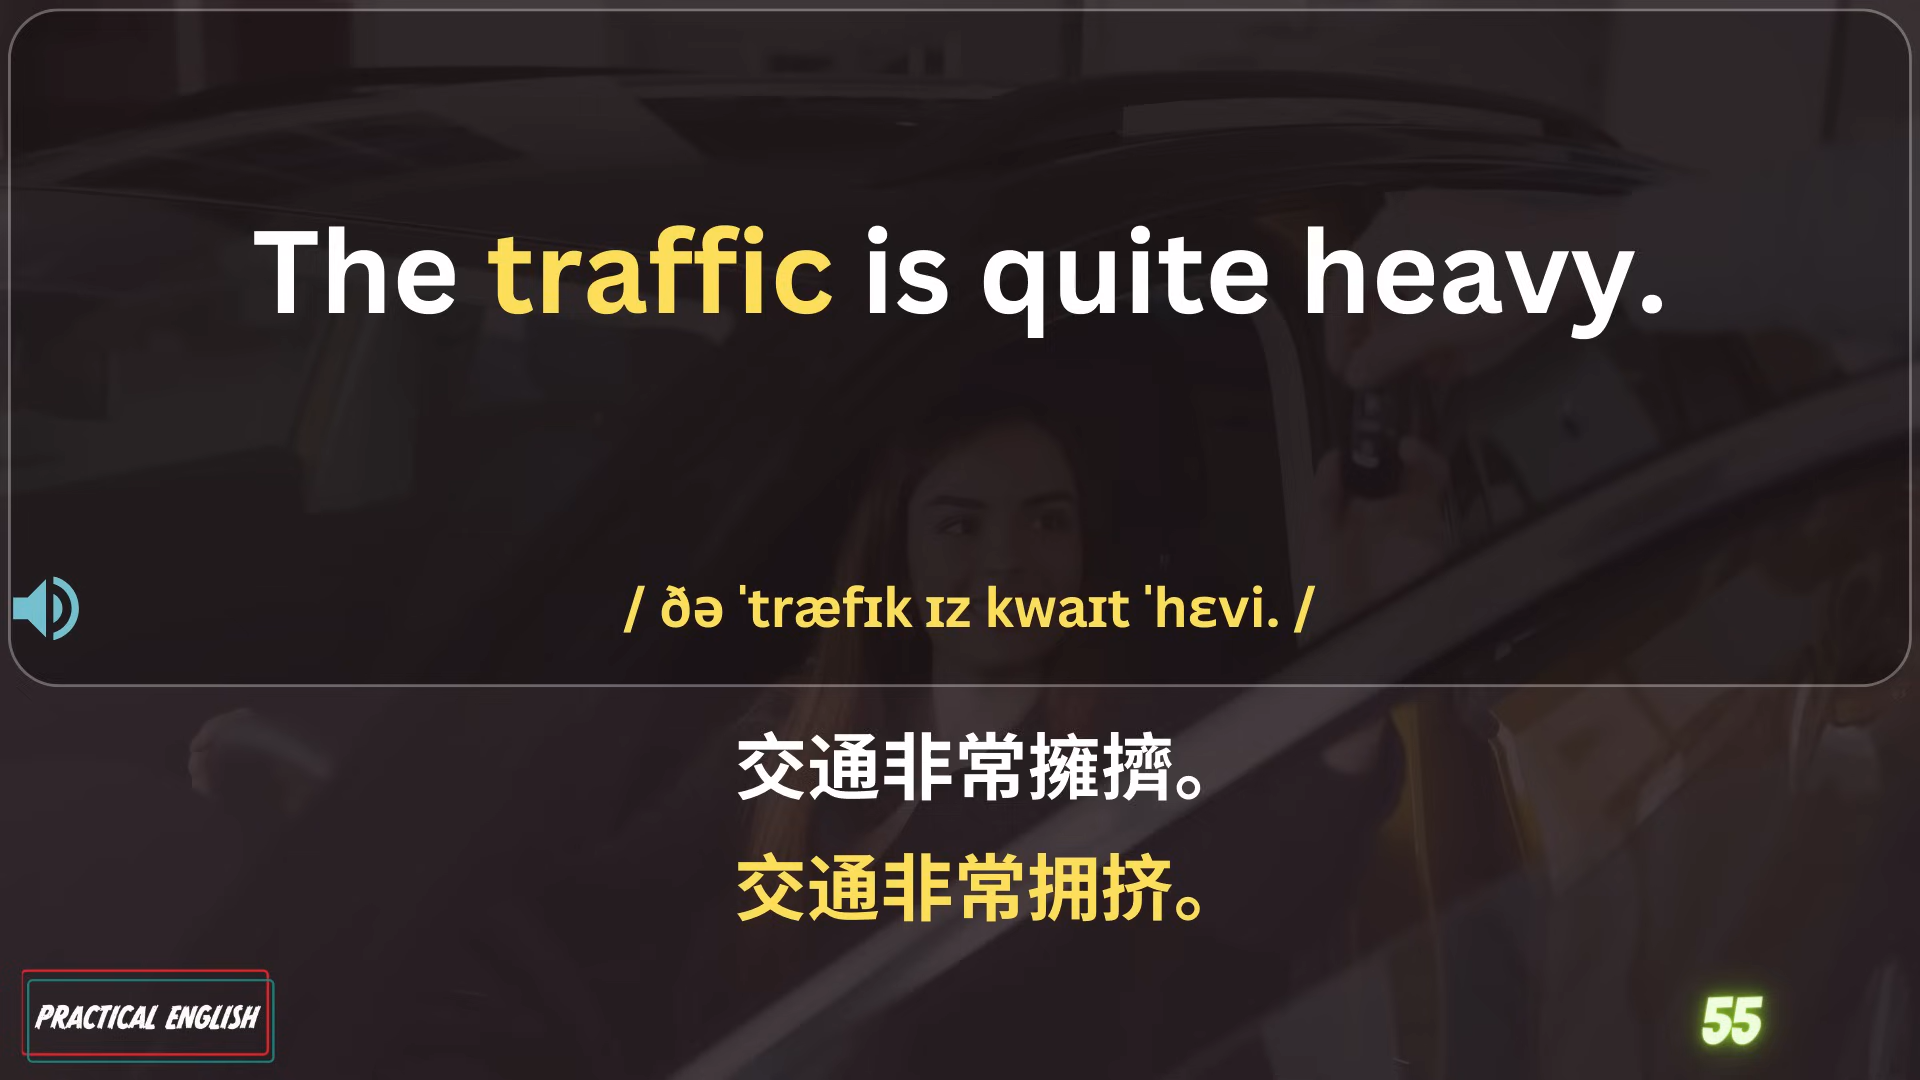 The traffic is quite heavy.
/ ðə ˈtræfɪk ɪz kwaɪt ˈhɛvi. /
交通非常擁擠。
交通非常拥挤。
PRACTICAL ENGLISH
55